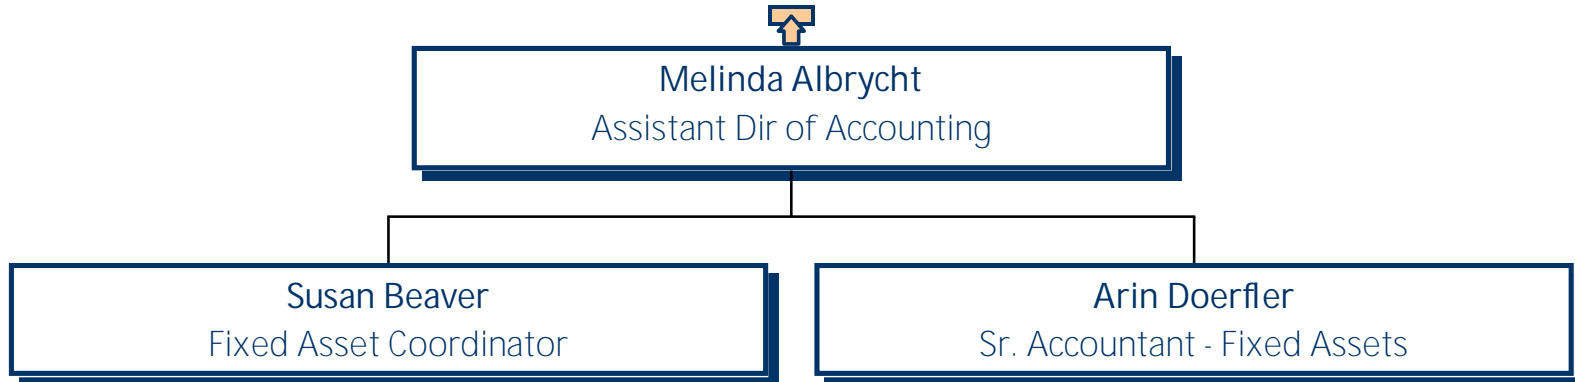 Melinda Albrycht
Assistant Dir of Accounting
Susan Beaver
Fixed Asset Coordinator
Arin Doerfler
Sr. Accountant - Fixed Assets